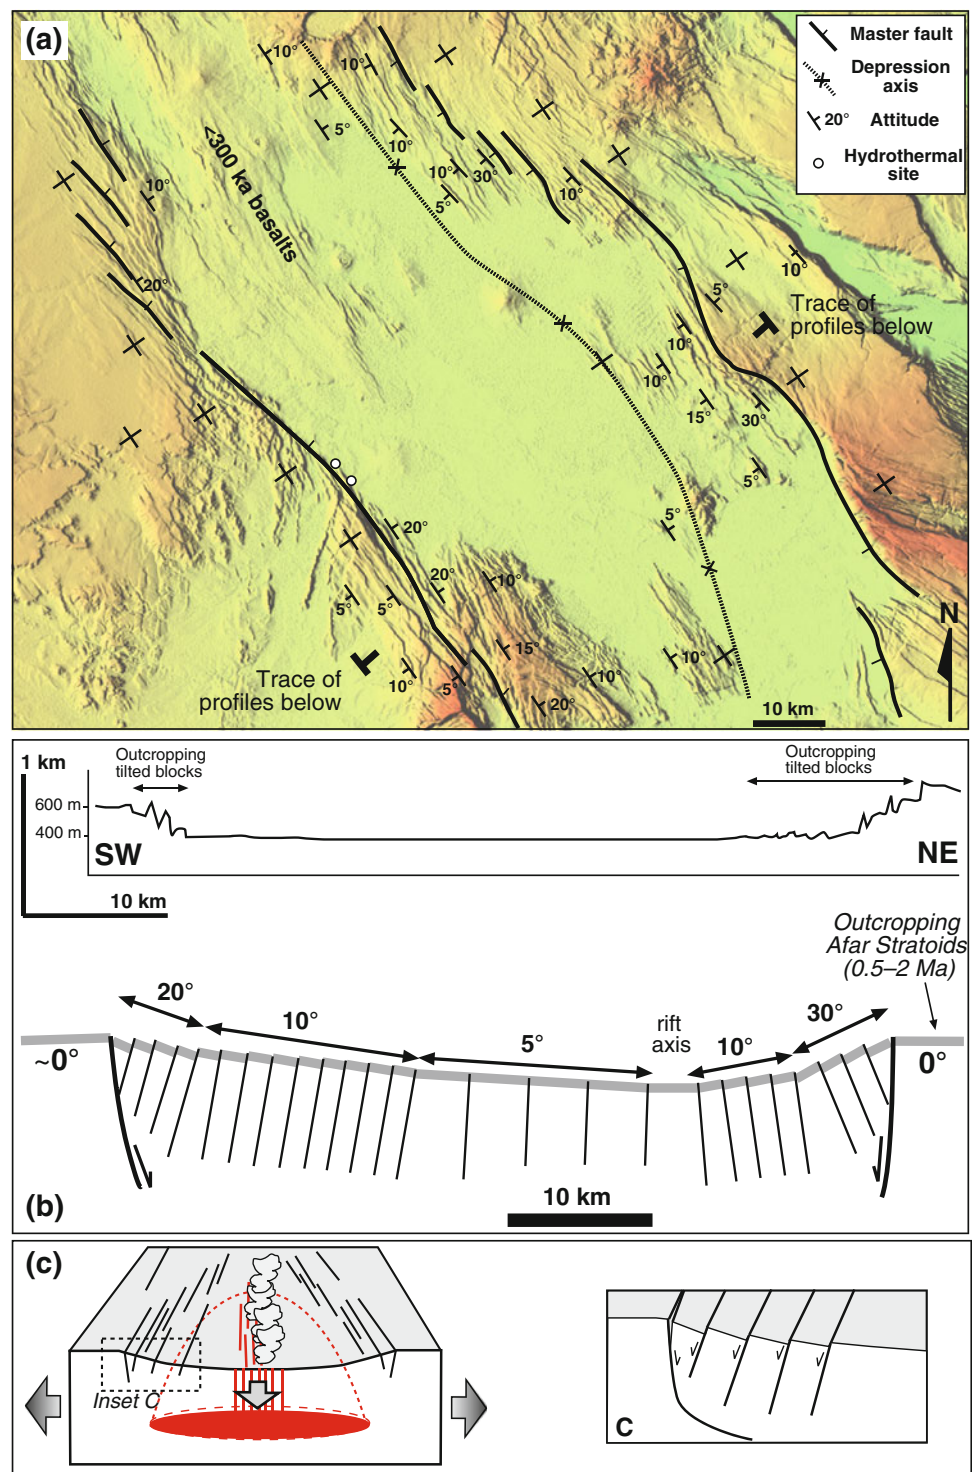 (a)
Master fault
Depression
axis
20° Attitude
Hydrothermal
site
10°
10°
5°
10°
10°
30°
5°
10°
<300 ka basalts
10°
20°
10°
5°
Trace of
profiles below
10°
10°
15°
30°
5°
5°
20°
20°
10°
5°
5°
15°
10°
10°
10°
5°
20°
Trace of
profiles below
N
10 km
1 km
Outcropping
tilted blocks
Outcropping
tilted blocks
600 m
400 m
SW
NE
10 km
Outcropping
Afar Stratoids
(0.5–2 Ma)
20°
10°
5°
rift
axis
10°
30°
~0°
0°
10 km
(b)
(c)
Inset C
C